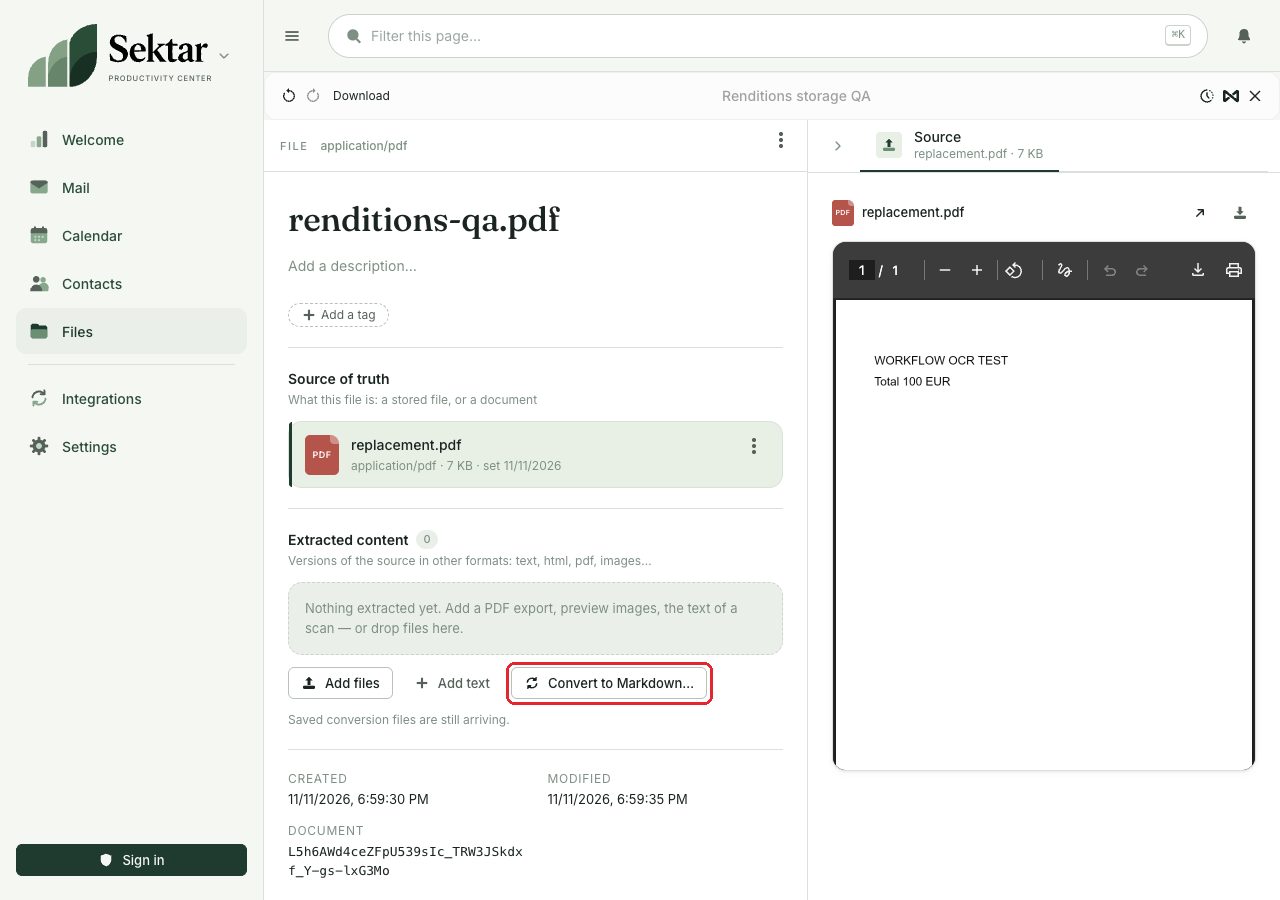 Sektar
PRODUCTIVITY CENTER
Welcome
Mail
Calendar
Contacts
Files
Integrations
Settings
Sign in
Filter this page...
⌘K
Download
Renditions storage QA
FILE application/pdf
renditions-qa.pdf
Add a description...
Add a tag
Source of truth
What this file is: a stored file, or a document
PDF
replacement.pdf
application/pdf · 7 KB · set 11/11/2026
Extracted content 0
Versions of the source in other formats: text, html, pdf, images...
Nothing extracted yet. Add a PDF export, preview images, the text of a
scan — or drop files here.
Add files
Add text
Convert to Markdown...
Saved conversion files are still arriving.
CREATED
11/11/2026, 6:59:30 PM
MODIFIED
11/11/2026, 6:59:35 PM
DOCUMENT
L5h6AWd4ceZFpU539sIc_TRW3JSkdx
f_Y-gs-lxG3Mo
Source
replacement.pdf · 7 KB
PDF
replacement.pdf
1 / 1
WORKFLOW OCR TEST
Total 100 EUR